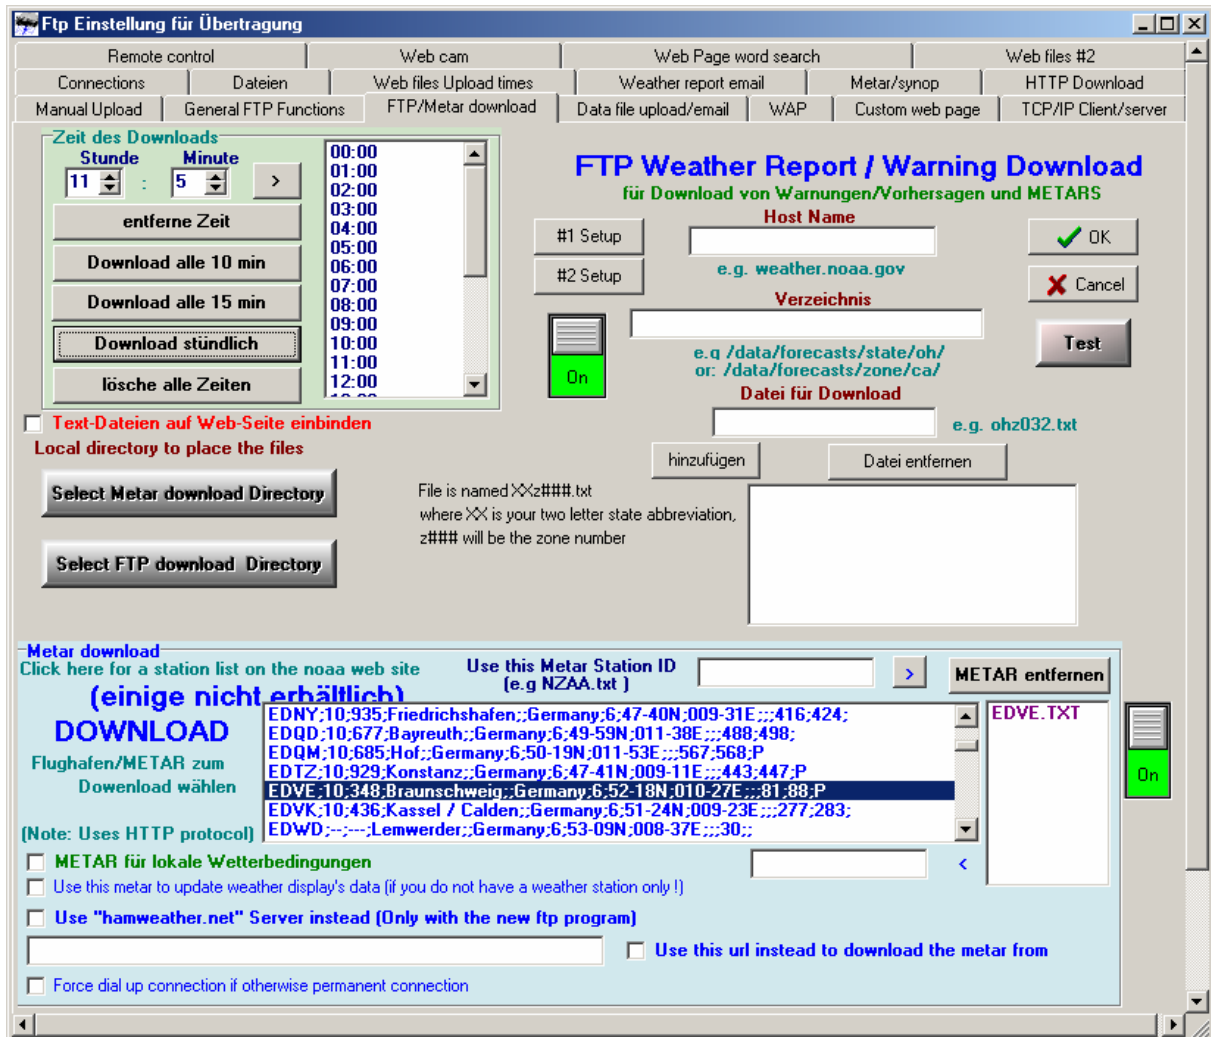 Ftp Einstellung für Übertragung
Remote control
Web cam
Web Page word search
Web files #2
Connections
Dateien
Web files Upload times
Weather report email
Metar/synop
HTTP Download
Manual Upload
General FTP Functions
FTP/Metar download
Data file upload/email
WAP
Custom web page
TCP/IP Client/server
Zeit des Downloads
Stunde
Minute
11
:
5
>
entferne Zeit
Download alle 10 min
Download alle 15 min
Download stündlich
lösche alle Zeiten
00:00
01:00
02:00
03:00
04:00
05:00
06:00
07:00
08:00
09:00
10:00
11:00
12:00
FTP Weather Report / Warning Download
für Download von Warnungen/Vorhersagen und METARS
Host Name
#1 Setup
#2 Setup
e.g. weather.noaa.gov
OK
Cancel
Test
Verzeichnis
On
e.g /data/forecasts/state/oh/
or: /data/forecasts/zone/ca/
Datei für Download
e.g. ohz032.txt
hinzufügen
Datei entfernen
Text-Dateien auf Web-Seite einbinden
Local directory to place the files
Select Metar download Directory
Select FTP download Directory
File is named XXz###.txt
where XX is your two letter state abbreviation,
z### will be the zone number
Metar download
Click here for a station list on the noaa web site
(einige nicht erhältlich)
DOWNLOAD
Flughafen/METAR zum
Dowenload wählen
(Note: Uses HTTP protocol)
Use this Metar Station ID
(e.g NZAA.txt )
>
METAR entfernen
EDNY;10;935;Friedrichshafen;;Germany;6;47-40N;009-31E;;;416;424;
EDQD;10;677;Bayreuth;;Germany;6;49-59N;011-38E;;;488;498;
EDQM;10;685;Hof;;Germany;6;50-19N;011-53E;;;567;568;P
EDTZ;10;929;Konstanz;;Germany;6;47-41N;009-11E;;;443;447;P
EDVE;10;348;Braunschweig;;Germany;6;52-18N;010-27E;;;81;88;P
EDVK;10;436;Kassel / Calden;;Germany;6;51-24N;009-23E;;;277;283;
EDWD;--;---;Lemwerder;;Germany;6;53-09N;008-37E;;;30;;
EDVE.TXT
On
METAR für lokale Wetterbedingungen
<
Use this metar to update weather display's data (if you do not have a weather station only !)
Use "hamweather.net" Server instead (Only with the new ftp program)
Use this url instead to download the metar from
Force dial up connection if otherwise permanent connection